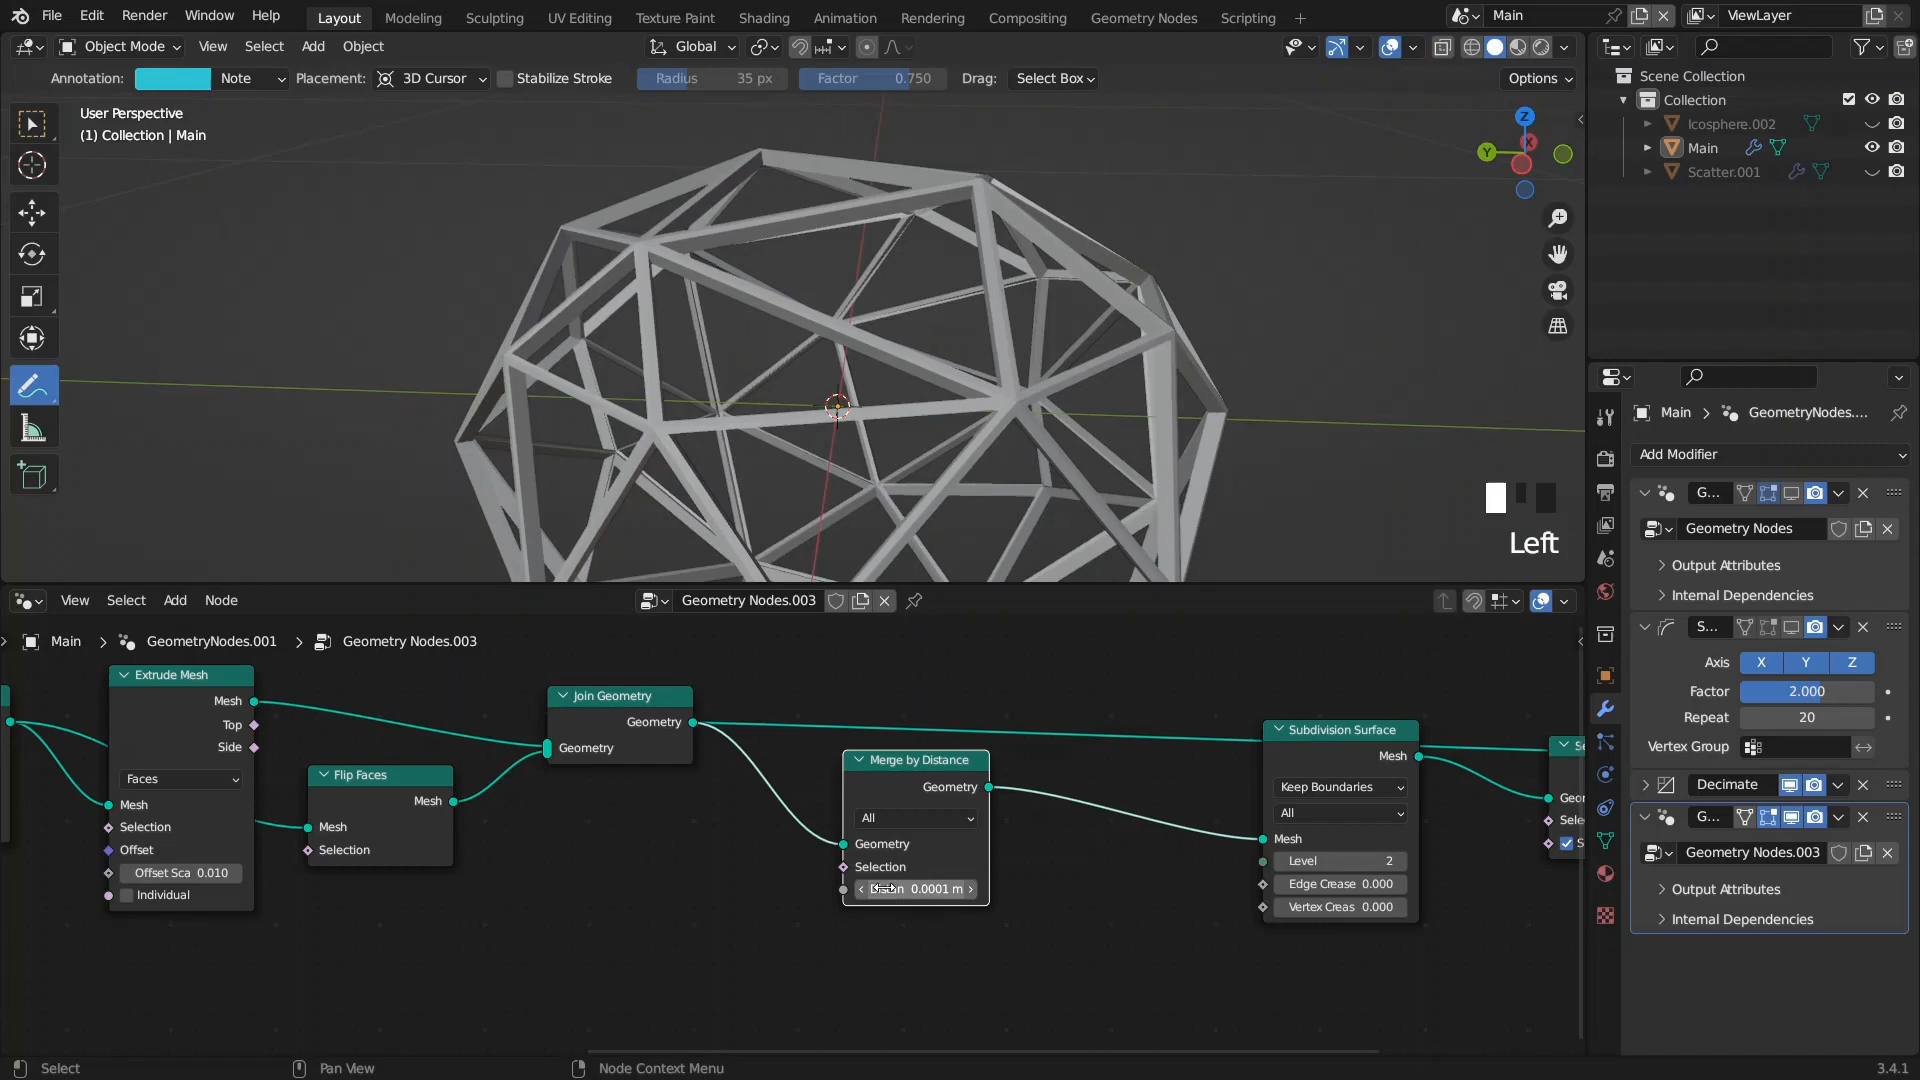 File Edit Render Window Help Layout Modeling Sculpting UV Editing Texture Paint Shading Animation Rendering Compositing Geometry Nodes Scripting + Main ViewLayer
Object Mode View Select Add Object Global
Annotation: Note Placement: 3D Cursor Stabilize Stroke Radius 35 px Factor 0.750 Drag: Select Box Options
User Perspective
(1) Collection | Main
Z
X
Y
Left
Scene Collection
Collection
Icosphere.002
Main
Scatter.001
Main GeometryNodes....
Add Modifier
G...
Geometry Nodes
Output Attributes
Internal Dependencies
S...
Axis X Y Z
Factor 2.000
Repeat 20
Vertex Group
Decimate
G...
Geometry Nodes.003
Output Attributes
Internal Dependencies
View Select Add Node Geometry Nodes.003
Main GeometryNodes.001 Geometry Nodes.003
Extrude Mesh
Mesh
Top
Side
Faces
Mesh
Selection
Offset
Offset Sca 0.010
Individual
Flip Faces
Mesh
Mesh
Selection
Join Geometry
Geometry
Geometry
Merge by Distance
Geometry
All
Geometry
Selection
0.0001 m
Subdivision Surface
Mesh
Keep Boundaries
All
Mesh
Level 2
Edge Crease 0.000
Vertex Creas 0.000
Se
Geo
Sele
S
Select Pan View Node Context Menu 3.4.1